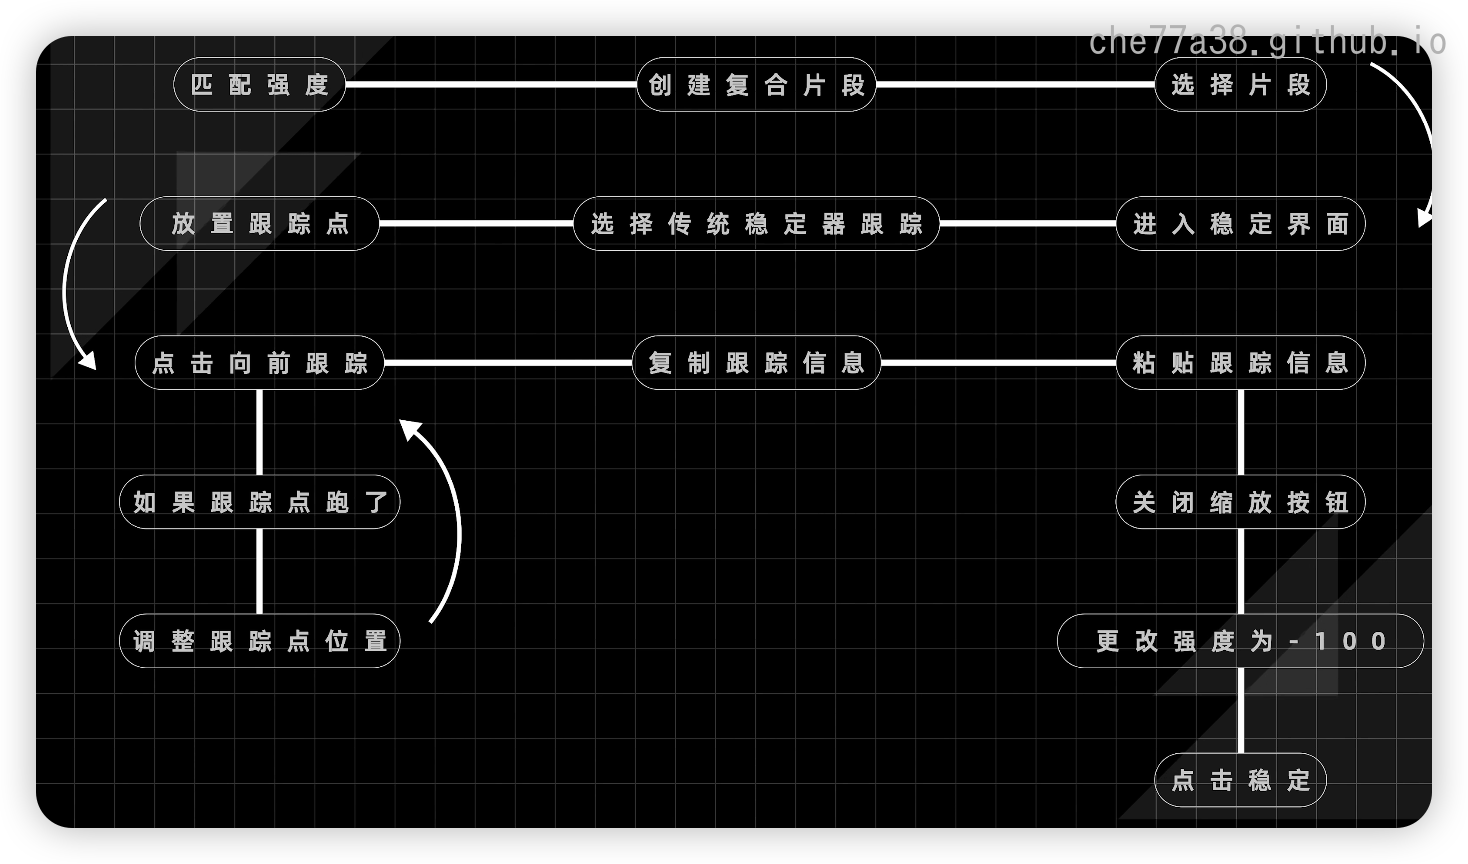 che77a38.github.io
匹配强度
创建复合片段
选择片段
放置跟踪点
选择传统稳定器跟踪
进入稳定界面
点击向前跟踪
复制跟踪信息
粘贴跟踪信息
如果跟踪点跑了
关闭缩放按钮
调整跟踪点位置
更改强度为-100
点击稳定